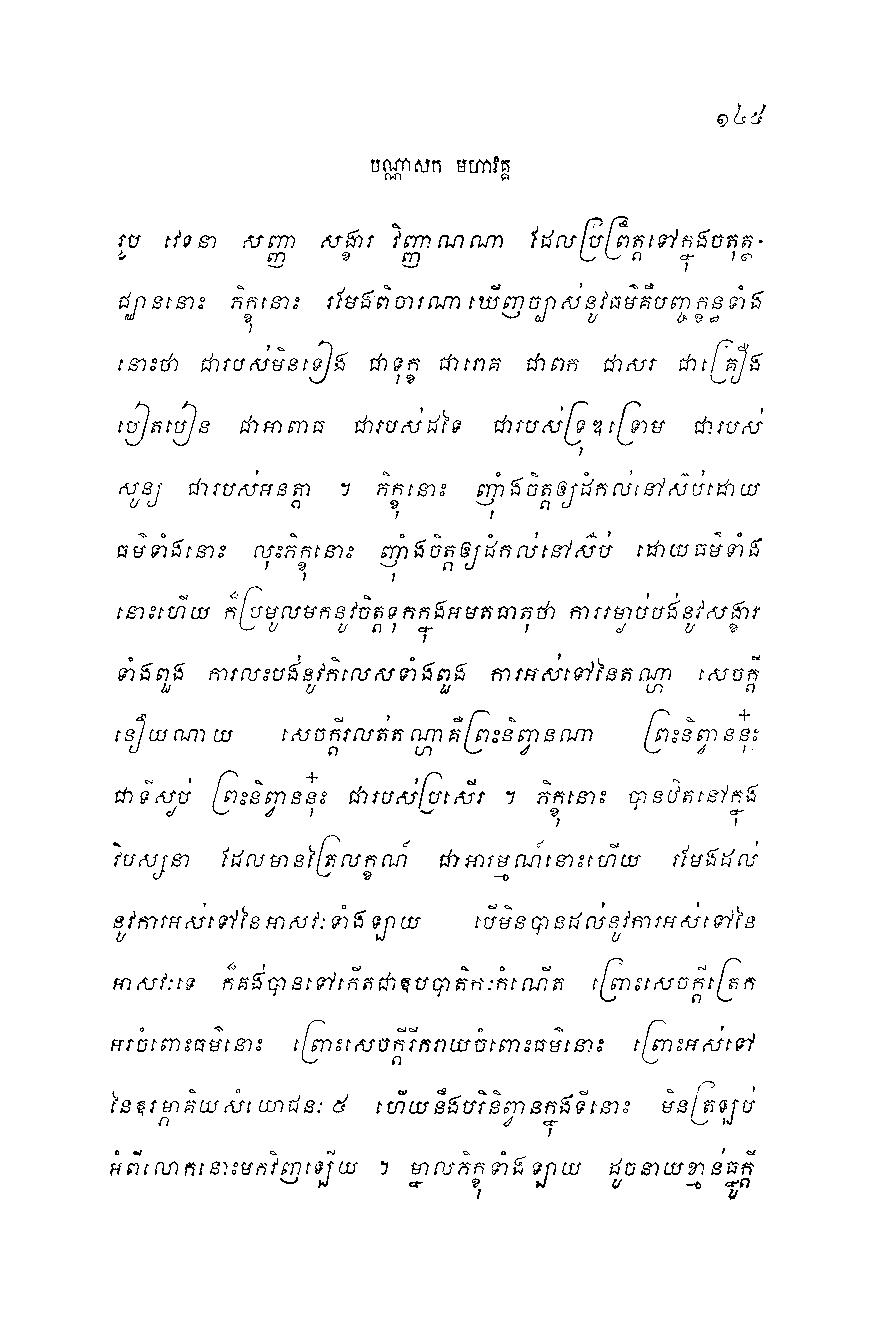 ១៤៥
បណ្ណាសក មហាវគ្គ
រូប វេទនា សញ្ញា សង្ខារ វិញ្ញាណណា ដែលប្រព្រឹត្តទៅក្នុងចតុត្ថ-
ជ្ឈាននោះ ភិក្ខុនោះ រមែងពិចារណាឃើញច្បាស់នូវធម៌គឺបញ្ចក្ខន្ធទាំង
នោះថា ជារបស់មិនទៀង ជាទុក្ខ ជារោគ ជាពក ជាសរ ជាគ្រឿង
បៀតបៀន ជាអាពាធ ជារបស់ដទៃ ជារបស់ទ្រុឌទ្រោម ជារបស់
សូន្យ ជារបស់អនត្តា ។ ភិក្ខុនោះ ញ៉ាំងចិត្តឲ្យដំកល់នៅស៊ប់ដោយ
ធម៌ទាំងនោះ លុះភិក្ខុនោះ ញ៉ាំងចិត្តឲ្យដំកល់នៅស៊ប់ ដោយធម៌ទាំង
នោះហើយ ក៏ប្រមូលមកនូវចិត្តទុកក្នុងអមតធាតុថា ការរម្ងាប់បង់នូវសង្ខារ
ទាំងពួង ការលះបង់នូវកិលេសទាំងពួង ការអស់ទៅនៃតណ្ហា សេចក្តី
នឿយណាយ សេចក្តីរលត់តណ្ហាគឺព្រះនិព្វានណា ព្រះនិព្វាននុ៎ះ
ជាទីស្ងប់ ព្រះនិព្វាននុ៎ះ ជារបស់ប្រសើរ ។ ភិក្ខុនោះ បានឋិតនៅក្នុង
វិបស្សនា ដែលមានត្រៃលក្ខណ៍ ជាអារម្មណ៍នោះហើយ រមែងដល់
នូវការអស់ទៅនៃអាសវៈទាំងឡាយ បើមិនបានដល់នូវការអស់ទៅនៃ
អាសវៈទេ ក៏គង់បានទៅកើតជាឧបបាតិកៈកំណើត ព្រោះសេចក្តីត្រេក
អរចំពោះធម៌នោះ ព្រោះសេចក្តីរីករាយចំពោះធម៌នោះ ព្រោះអស់ទៅ
នៃឱរម្ភាគិយសំយោជនៈ ៥ ហើយនឹងបរិនិព្វានក្នុងទីនោះ មិនត្រឡប់
អំពីលោកនោះមកវិញឡើយ ។ ម្នាលភិក្ខុទាំងឡាយ ដូចនាយខ្មាន់ធ្នូក្តី